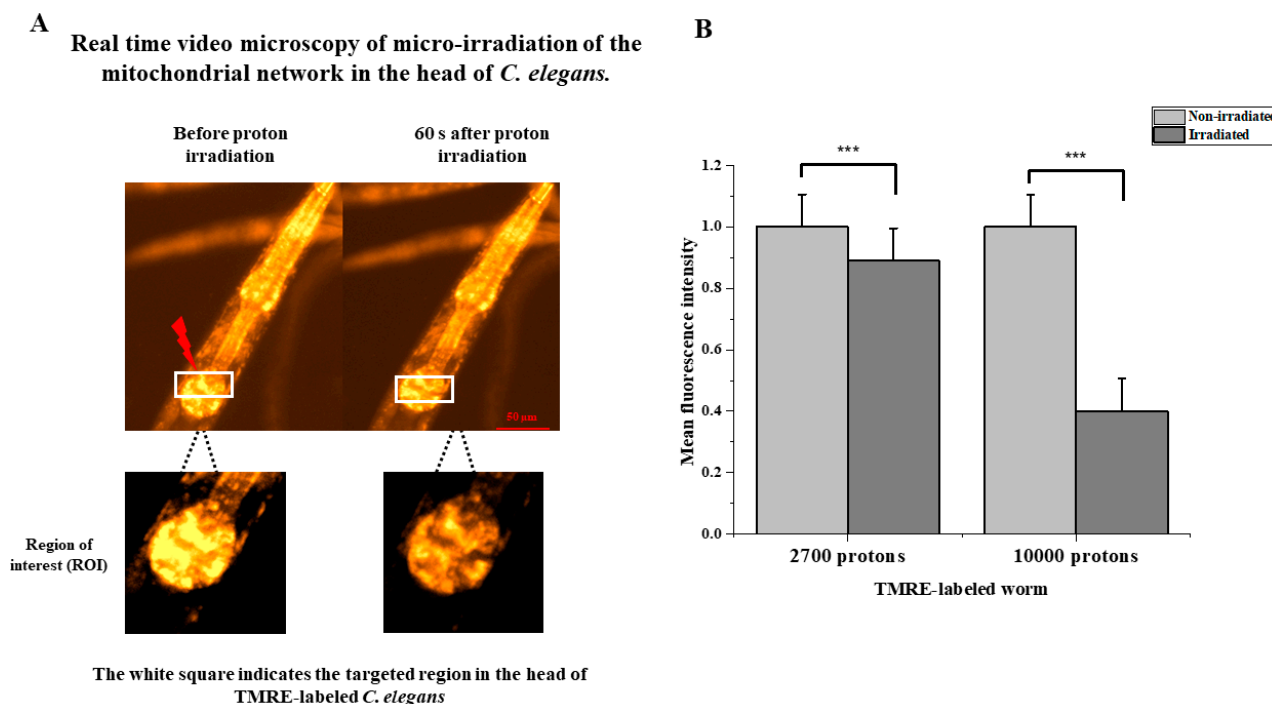 A
Real time video microscopy of micro-irradiation of the
mitochondrial network in the head of C. elegans.
Before proton
irradiation
60 s after proton
irradiation
50 µm
Region of
interest (ROI)
The white square indicates the targeted region in the head of
TMRE-labeled C. elegans
B
Non-irradiated
Irradiated
***
***
Mean fluorescence intensity
1.2
1.0
0.8
0.6
0.4
0.2
0.0
2700 protons
10000 protons
TMRE-labeled worm